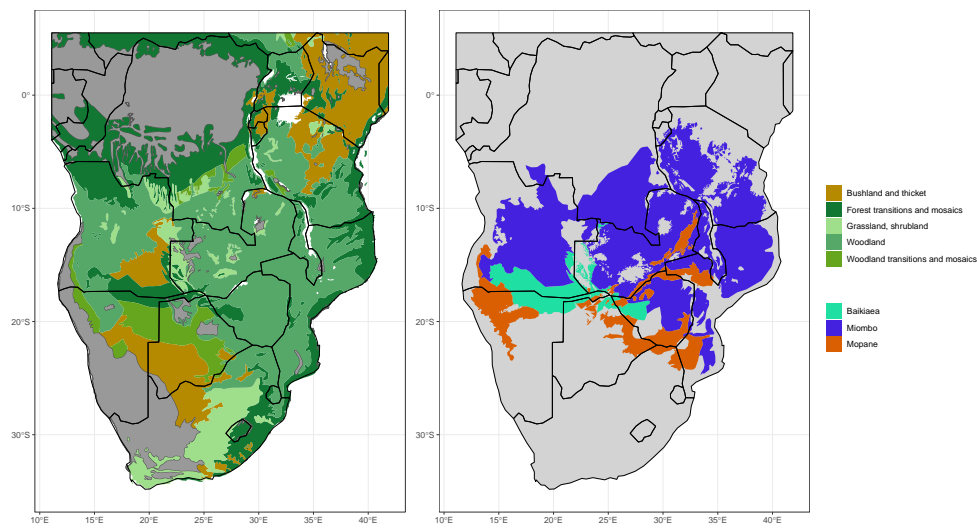 0°
10°S
20°S
30°S
10°E 15°E 20°E 25°E 30°E 35°E 40°E
10°E 15°E 20°E 25°E 30°E 35°E 40°E
Bushland and thicket
Forest transitions and mosaics
Grassland, shrubland
Woodland
Woodland transitions and mosaics
Baikiaea
Miombo
Mopane
0°
10°S
20°S
30°S